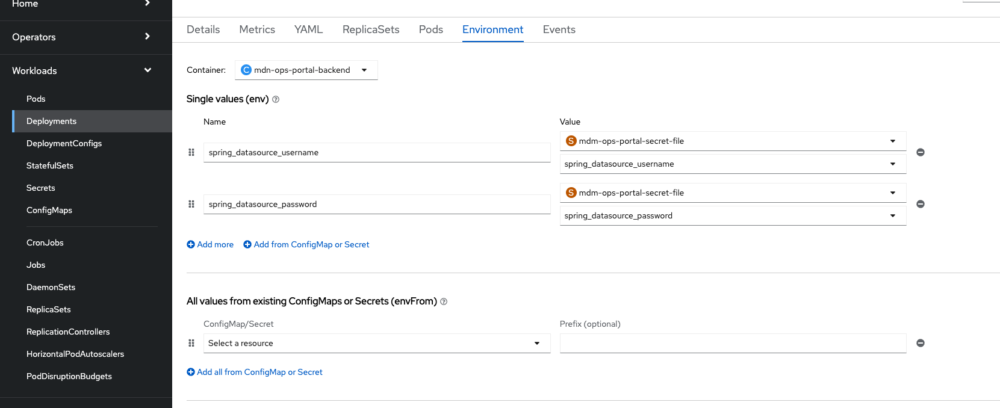 Home
Operators
Workloads
Pods
Deployments
DeploymentConfigs
StatefulSets
Secrets
ConfigMaps
CronJobs
Jobs
DaemonSets
ReplicaSets
ReplicationControllers
HorizontalPodAutoscalers
PodDisruptionBudgets
Details Metrics YAML ReplicaSets Pods Environment Events
Container: C mdn-ops-portal-backend
Single values (env)
Name Value
spring_datasource_username
S mdm-ops-portal-secret-file
spring_datasource_username
spring_datasource_password
S mdm-ops-portal-secret-file
spring_datasource_password
Add more Add from ConfigMap or Secret
All values from existing ConfigMaps or Secrets (envFrom)
ConfigMap/Secret Prefix (optional)
Select a resource
Add all from ConfigMap or Secret